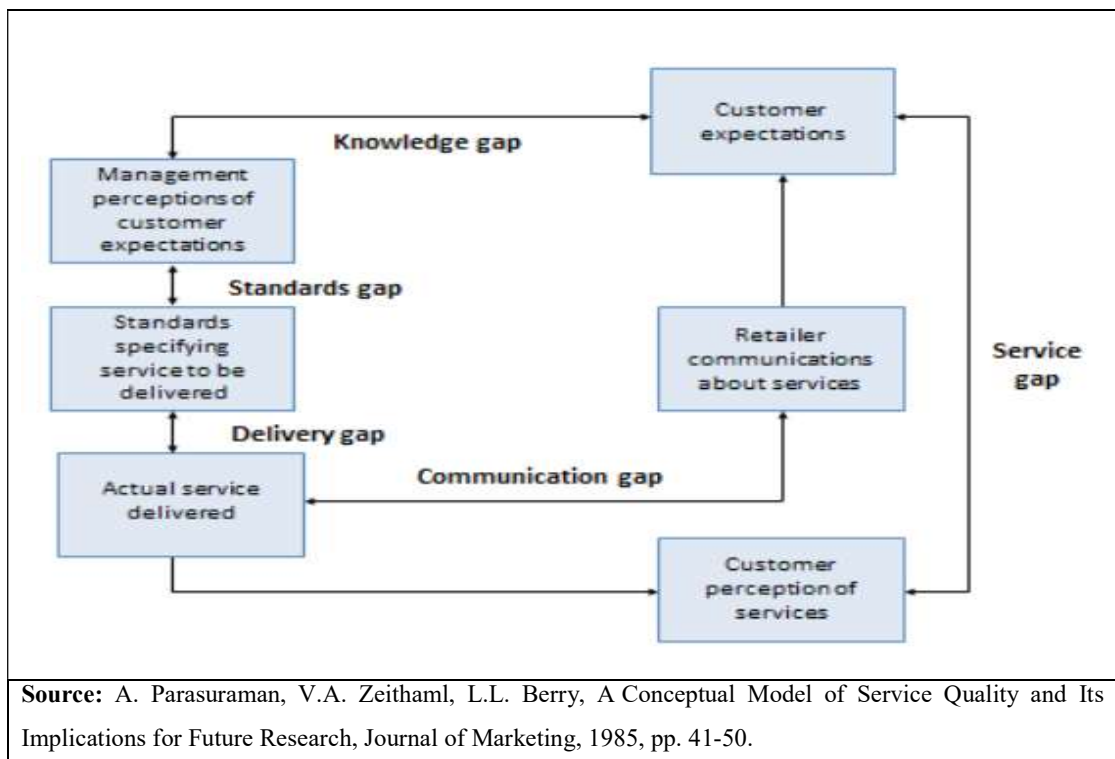 Customer
expectations
Knowledge gap
Management
perceptions of
customer
expectations
Standards gap
Standards
specifying
service to be
delivered
Retailer
communications
about services
Service
gap
Delivery gap
Communication gap
Actual service
delivered
Customer
perception of
services
Source: A. Parasuraman, V.A. Zeithaml, L.L. Berry, A Conceptual Model of Service Quality and Its
Implications for Future Research, Journal of Marketing, 1985, pp. 41-50.